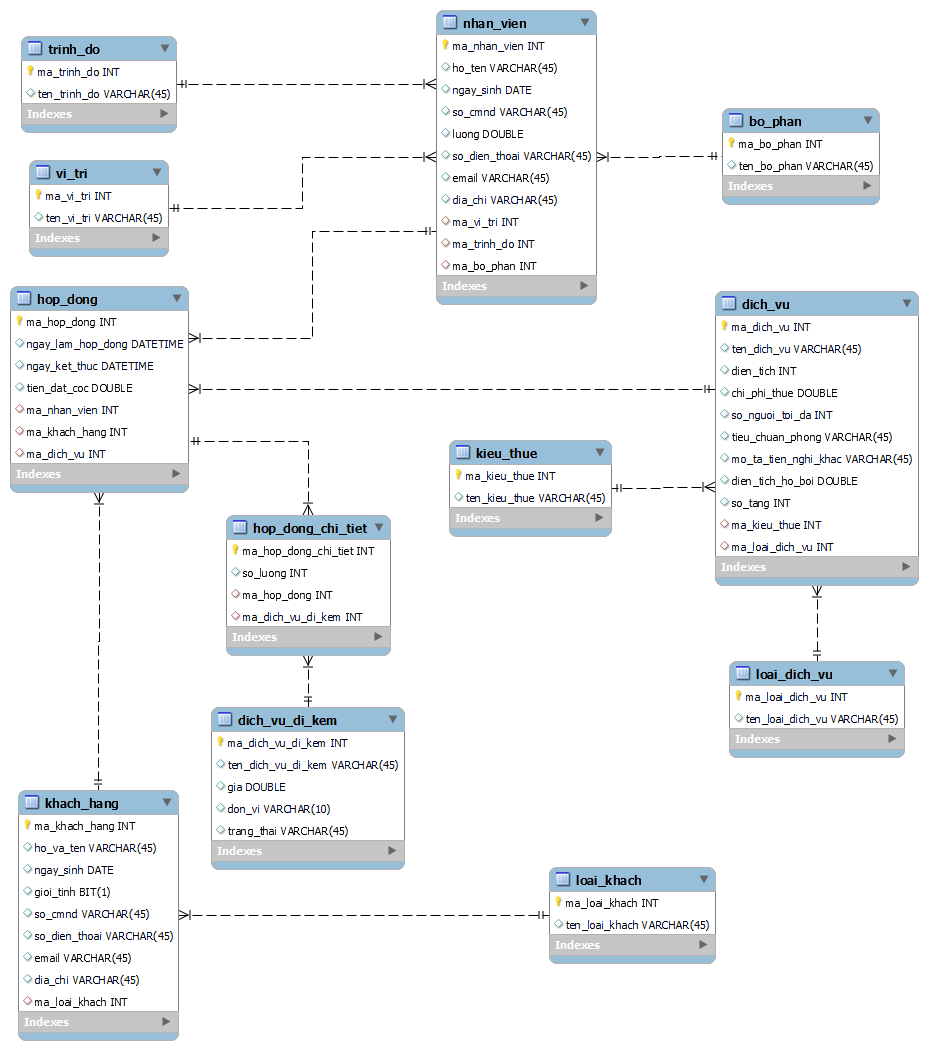 trinh_do
ma_trinh_do INT
ten_trinh_do VARCHAR(45)
Indexes
vi_tri
ma_vi_tri INT
ten_vi_tri VARCHAR(45)
Indexes
nhan_vien
ma_nhan_vien INT
ho_ten VARCHAR(45)
ngay_sinh DATE
so_cmnd VARCHAR(45)
luong DOUBLE
so_dien_thoai VARCHAR(45)
email VARCHAR(45)
dia_chi VARCHAR(45)
ma_vi_tri INT
ma_trinh_do INT
ma_bo_phan INT
Indexes
bo_phan
ma_bo_phan INT
ten_bo_phan VARCHAR(45)
Indexes
hop_dong
ma_hop_dong INT
ngay_lam_hop_dong DATETIME
ngay_ket_thuc DATETIME
tien_dat_coc DOUBLE
ma_nhan_vien INT
ma_khach_hang INT
ma_dich_vu INT
Indexes
dich_vu
ma_dich_vu INT
ten_dich_vu VARCHAR(45)
dien_tich INT
chi_phi_thue DOUBLE
so_nguoi_toi_da INT
tieu_chuan_phong VARCHAR(45)
mo_ta_tien_nghi_khac VARCHAR(45)
dien_tich_ho_boi DOUBLE
so_tang INT
ma_kieu_thue INT
ma_loai_dich_vu INT
Indexes
kieu_thue
ma_kieu_thue INT
ten_kieu_thue VARCHAR(45)
Indexes
hop_dong_chi_tiet
ma_hop_dong_chi_tiet INT
so_luong INT
ma_hop_dong INT
ma_dich_vu_di_kem INT
Indexes
loai_dich_vu
ma_loai_dich_vu INT
ten_loai_dich_vu VARCHAR(45)
Indexes
dich_vu_di_kem
ma_dich_vu_di_kem INT
ten_dich_vu_di_kem VARCHAR(45)
gia DOUBLE
don_vi VARCHAR(10)
trang_thai VARCHAR(45)
Indexes
khach_hang
ma_khach_hang INT
ho_va_ten VARCHAR(45)
ngay_sinh DATE
gioi_tinh BIT(1)
so_cmnd VARCHAR(45)
so_dien_thoai VARCHAR(45)
email VARCHAR(45)
dia_chi VARCHAR(45)
ma_loai_khach INT
Indexes
loai_khach
ma_loai_khach INT
ten_loai_khach VARCHAR(45)
Indexes